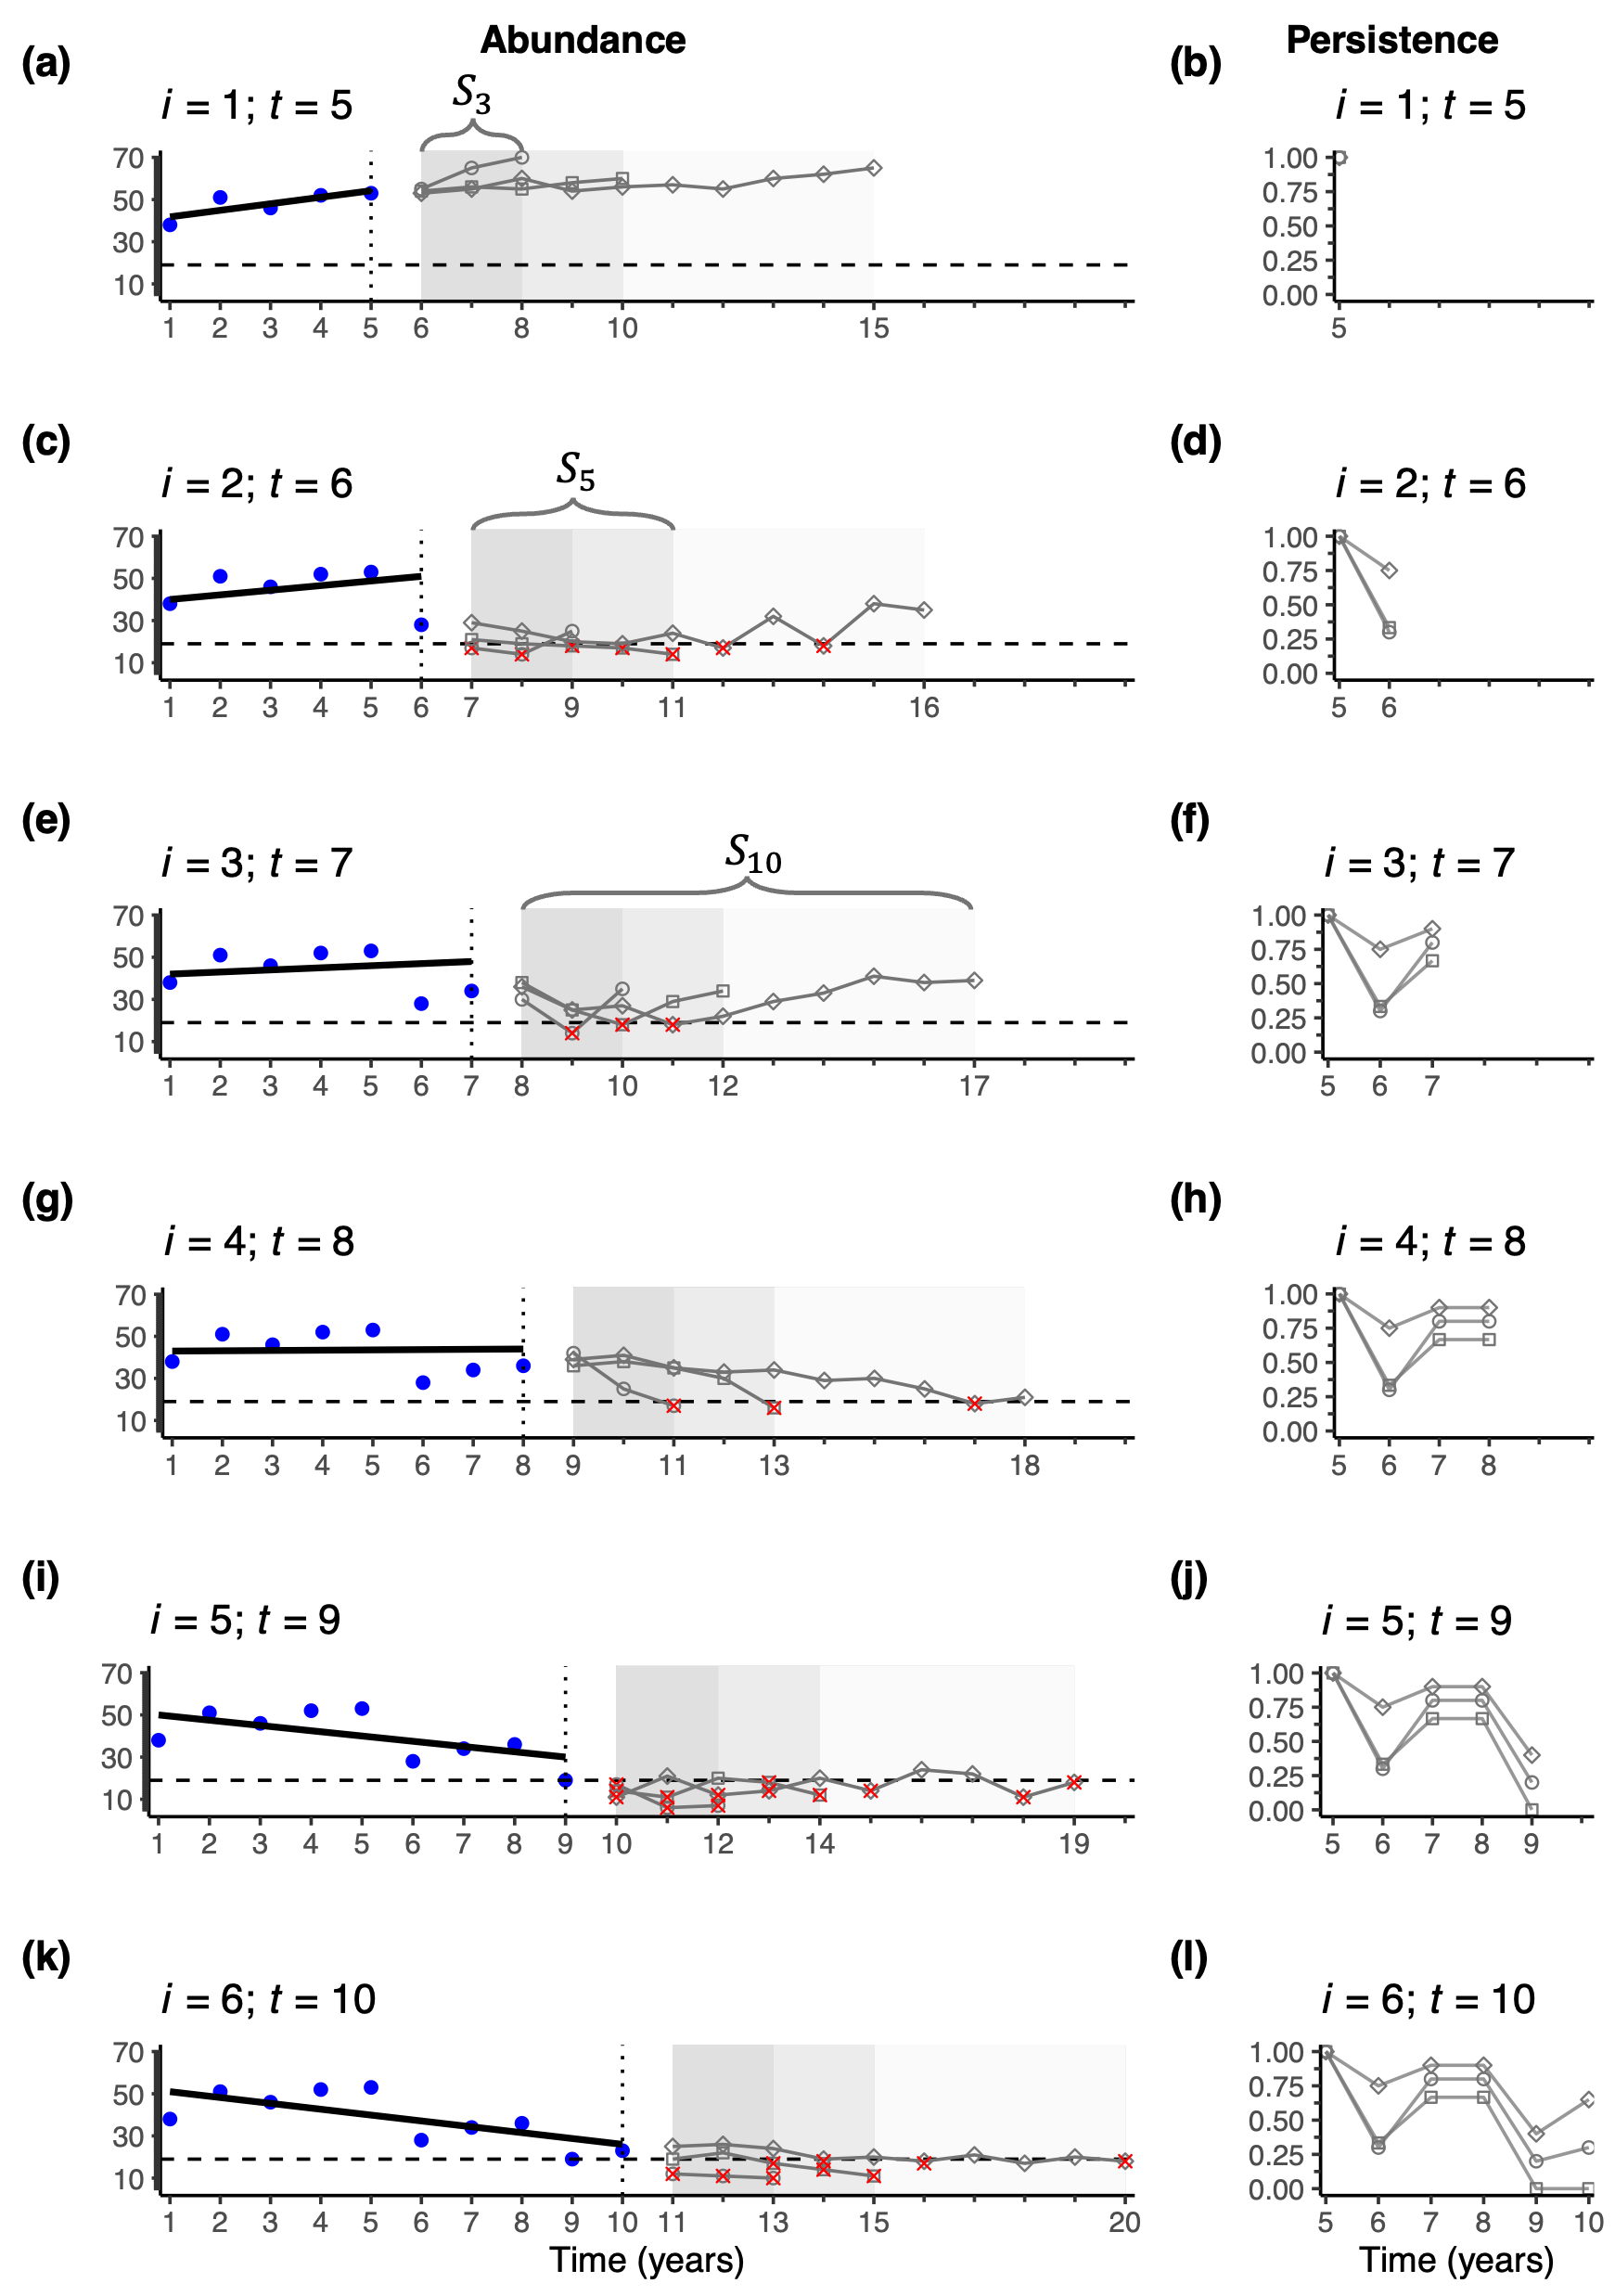 Abundance Persistence
(a) (b)
S3
i = 1; t = 5 i = 1; t = 5
70 1.00
50 0.75
30 0.50
0.25
10 0.00
1 2 3 4 5 6 8 10 15 5
(c) (d)
S5
i = 2; t = 6 i = 2; t = 6
70 1.00
50 0.75
30 0.50
0.25
10 0.00
1 2 3 4 5 6 7 9 11 16 5 6
(e) (f)
S10
i = 3; t = 7 i = 3; t = 7
70 1.00
50 0.75
30 0.50
0.25
10 0.00
1 2 3 4 5 6 7 8 10 12 17 5 6 7
(g) (h)
i = 4; t = 8 i = 4; t = 8
70 1.00
50 0.75
30 0.50
0.25
10 0.00
1 2 3 4 5 6 7 8 9 11 13 18 5 6 7 8
(i) (j)
i = 5; t = 9 i = 5; t = 9
70 1.00
50 0.75
30 0.50
0.25
10 0.00
1 2 3 4 5 6 7 8 9 10 12 14 19 5 6 7 8 9
(k) (l)
i = 6; t = 10 i = 6; t = 10
70 1.00
50 0.75
30 0.50
0.25
10 0.00
1 2 3 4 5 6 7 8 9 10 11 13 15 20 5 6 7 8 9 10
Time (years) Time (years)